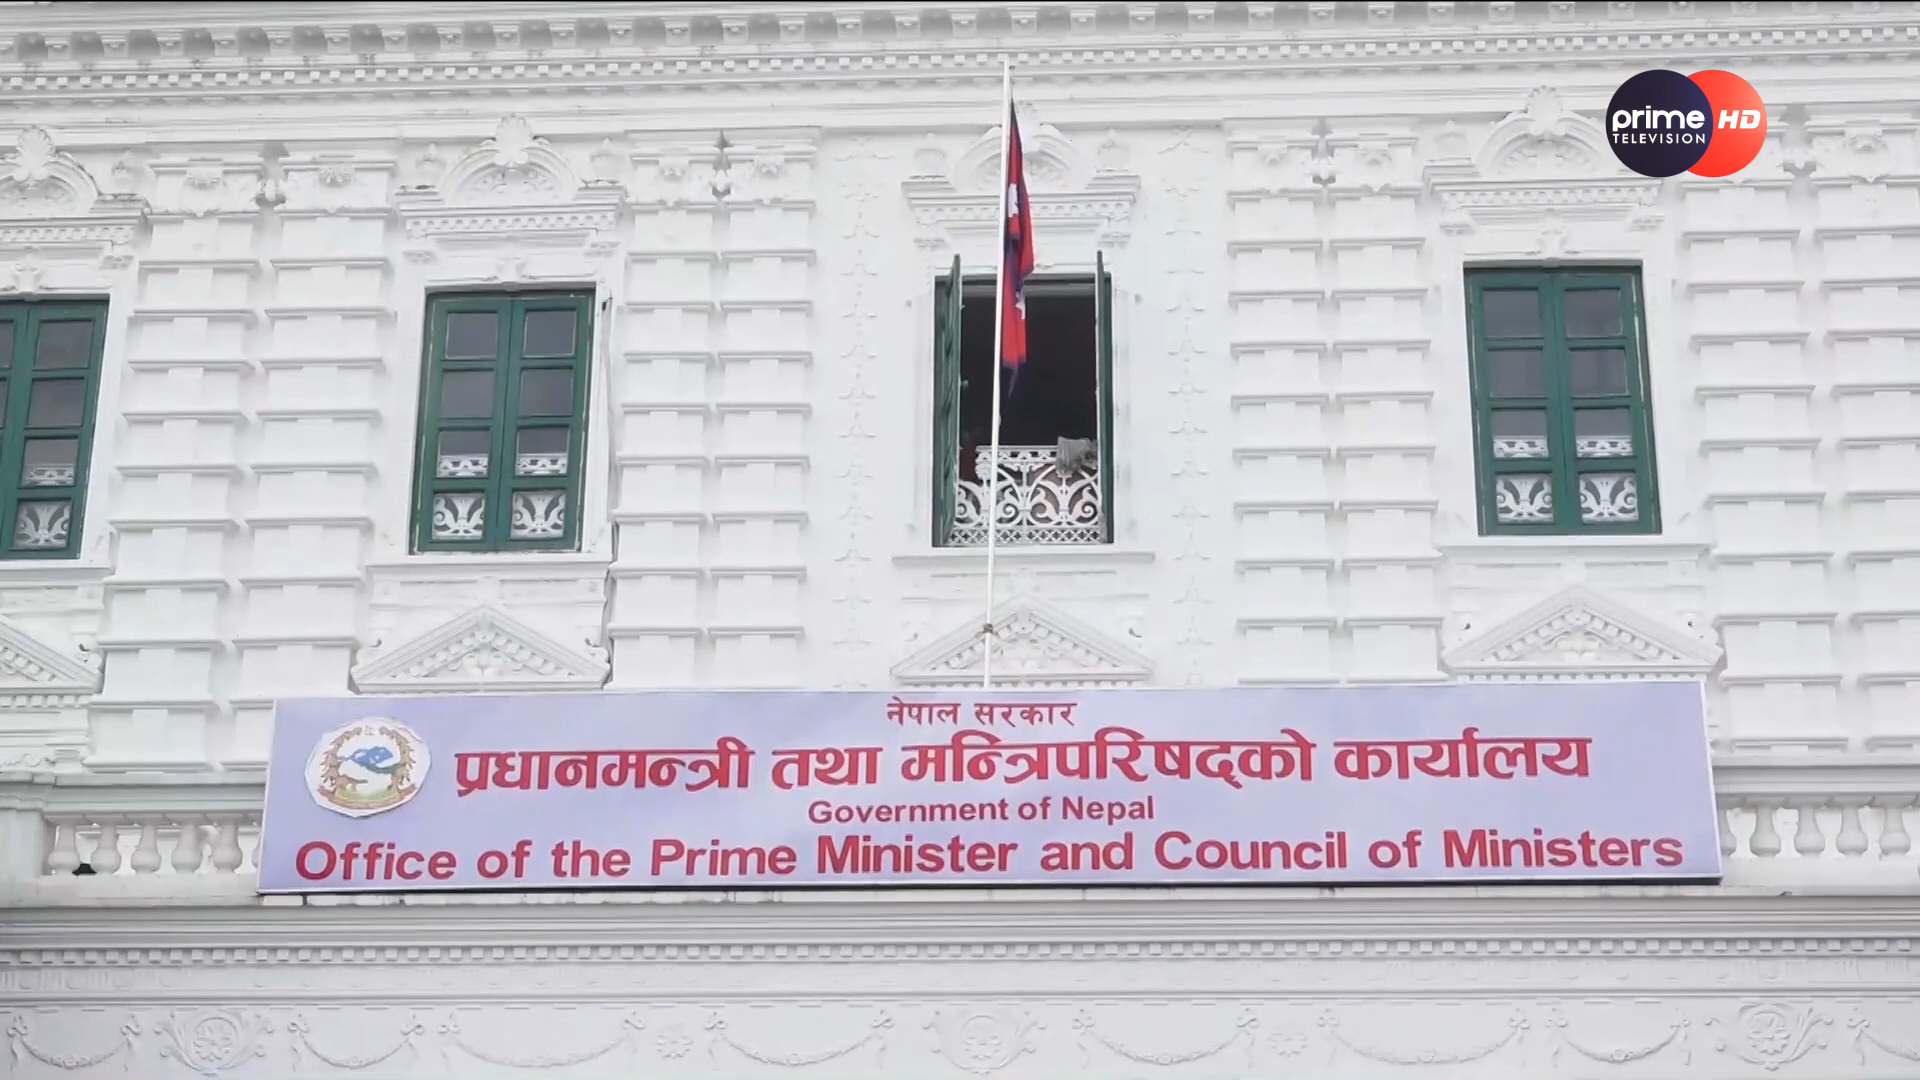 prime HD
TELEVISION
नेपाल सरकार
प्रधानमन्त्री तथा मन्त्रिपरिषद्को कार्यालय
Government of Nepal
Office of the Prime Minister and Council of Ministers